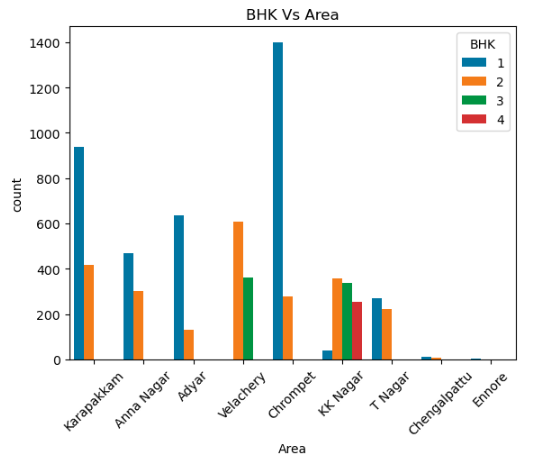 BHK Vs Area
BHK
1
2
3
4
1400
1200
1000
800
600
400
200
0
count
Karapakkam
Anna Nagar
Adyar
Velachery
Chrompet
KK Nagar
T Nagar
Chengalpattu
Ennore
Area